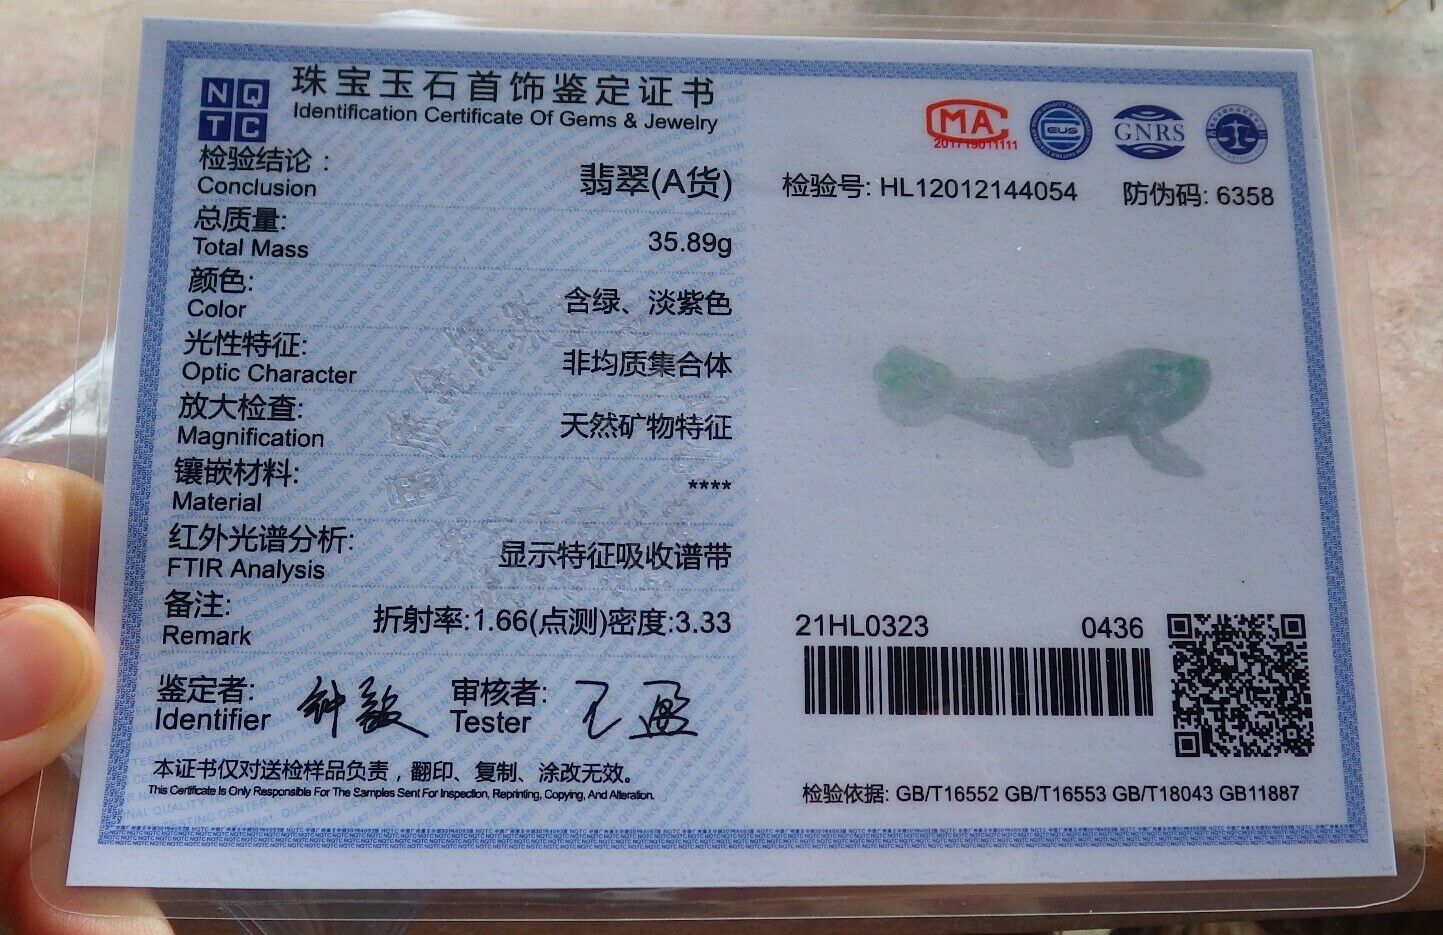 NQ
TC
珠宝玉石首饰鉴定证书
Identification Certificate Of Gems & Jewelry
检验结论：
Conclusion
翡翠(A货)
总质量:
Total Mass
35.89g
颜色:
Color
含绿、淡紫色
光性特征:
Optic Character
非均质集合体
放大检查:
Magnification
天然矿物特征
镶嵌材料:
Material
****
红外光谱分析:
FTIR Analysis
显示特征吸收谱带
备注:
Remark
折射率:1.66(点测)密度:3.33
鉴定者:
Identifier
审核者:
Tester
本证书仅对送检样品负责，翻印、复制、涂改无效。
This Certificate Is Only Responsible For The Samples Sent For Inspection, Reprinting, Copying, And Alteration.
MA
201719011111
GNRS
检验号: HL12012144054 防伪码: 6358
21HL0323 0436
检验依据: GB/T16552 GB/T16553 GB/T18043 GB11887